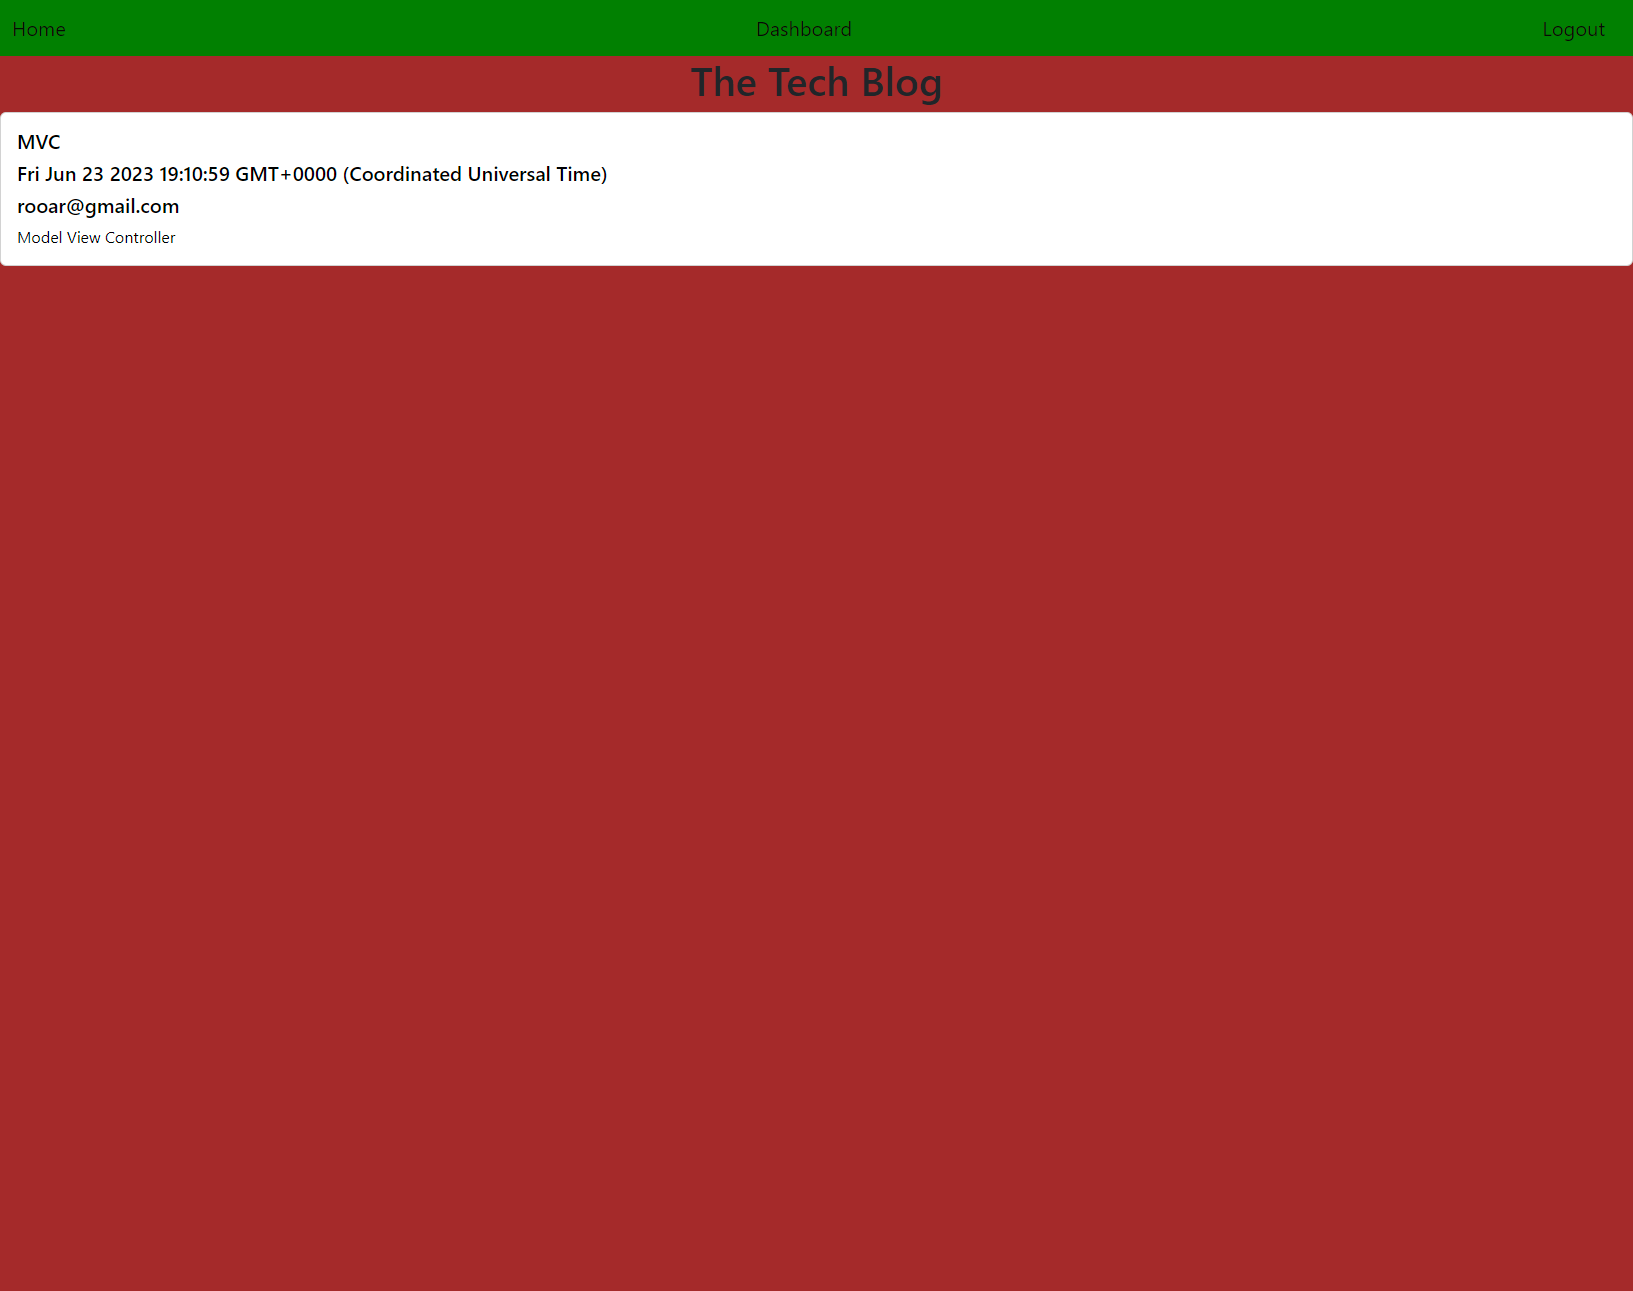 Home Dashboard Logout
The Tech Blog
MVC
Fri Jun 23 2023 19:10:59 GMT+0000 (Coordinated Universal Time)
rooar@gmail.com
Model View Controller